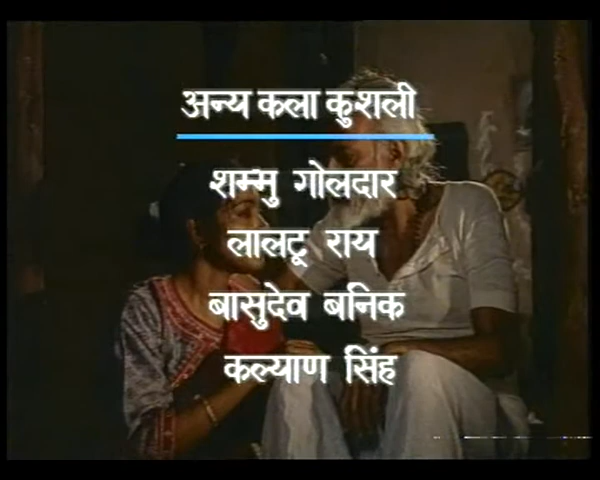 अन्य कला कुशली
शम्मु गोलदार
लालटू राय
बासुदेव बनिक
कल्याण सिंह